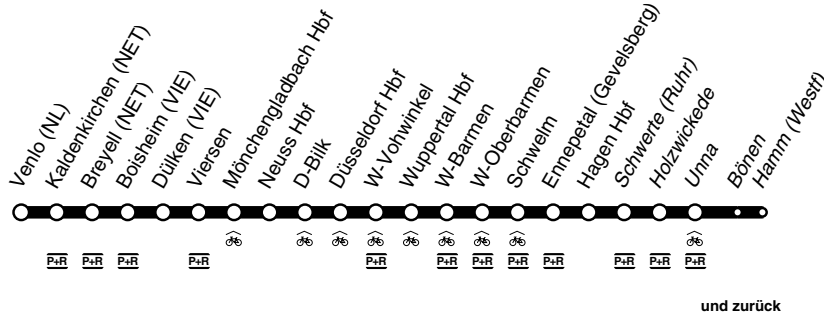 Venlo (NL)
Kaldenkirchen (NET)
Breyell (NET)
Boisheim (VIE)
Dülken (VIE)
Viersen
Mönchengladbach Hbf
Neuss Hbf
D-Bilk
Düsseldorf Hbf
W-Vohwinkel
Wuppertal Hbf
W-Barmen
W-Oberbarmen
Schwelm
Ennepetal (Gevelsberg)
Hagen Hbf
Schwerte (Ruhr)
Holzwickede
Unna
Bönen
Hamm (Westf)
P+R P+R P+R P+R P+R P+R P+R P+R P+R P+R P+R P+R
und zurück